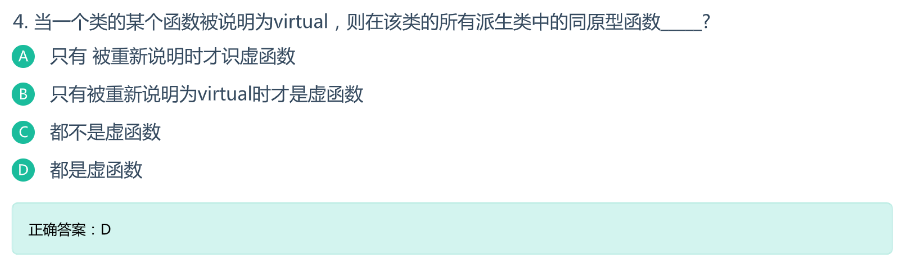 4. 当一个类的某个函数被说明为virtual，则在该类的所有派生类中的同原型函数_____?
A 只有 被重新说明时才识虚函数
B 只有被重新说明为virtual时才是虚函数
C 都不是虚函数
D 都是虚函数
正确答案：D